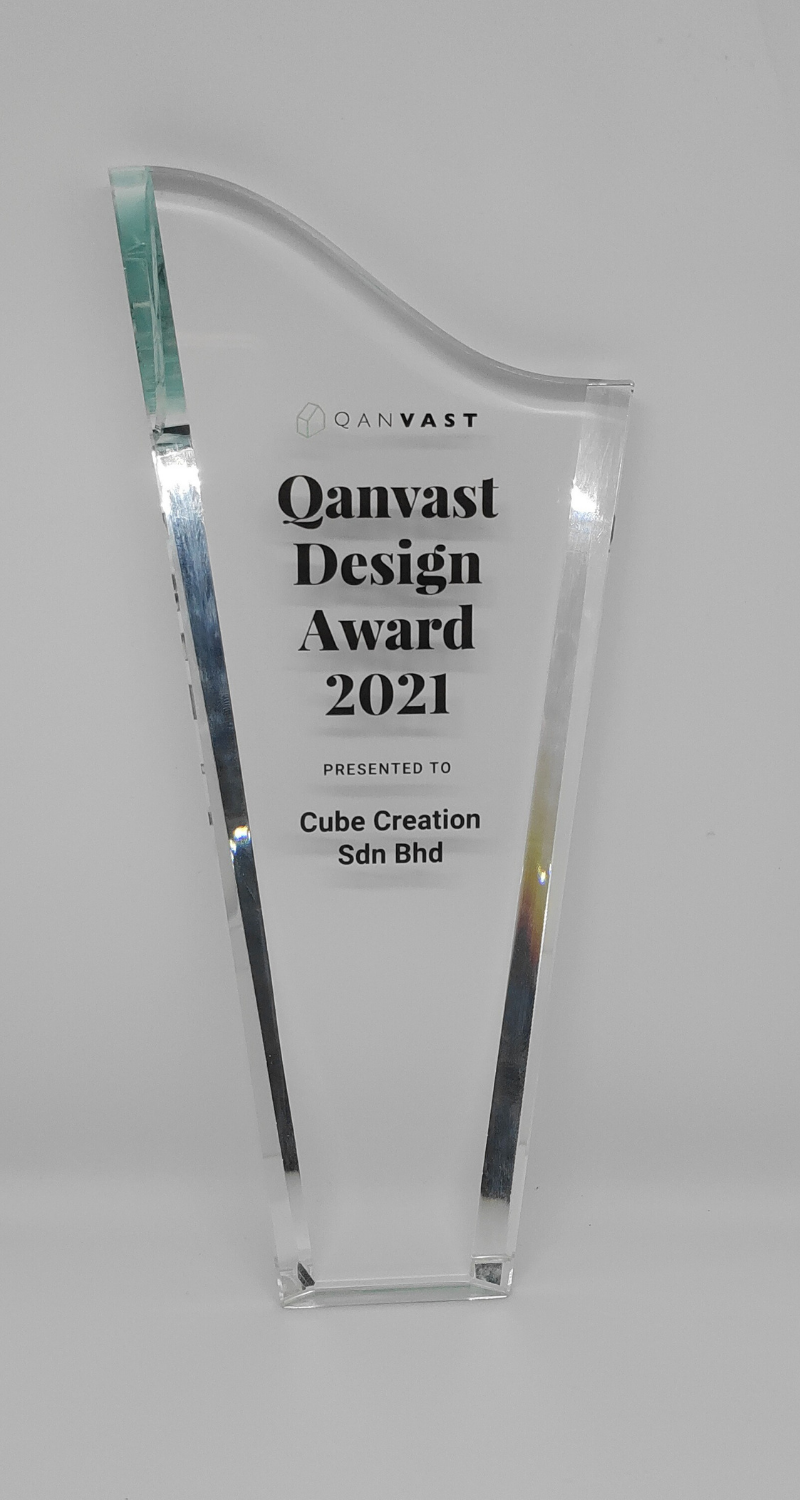 QANVAST
Qanvast
Design
Award
2021
PRESENTED TO
Cube Creation
Sdn Bhd